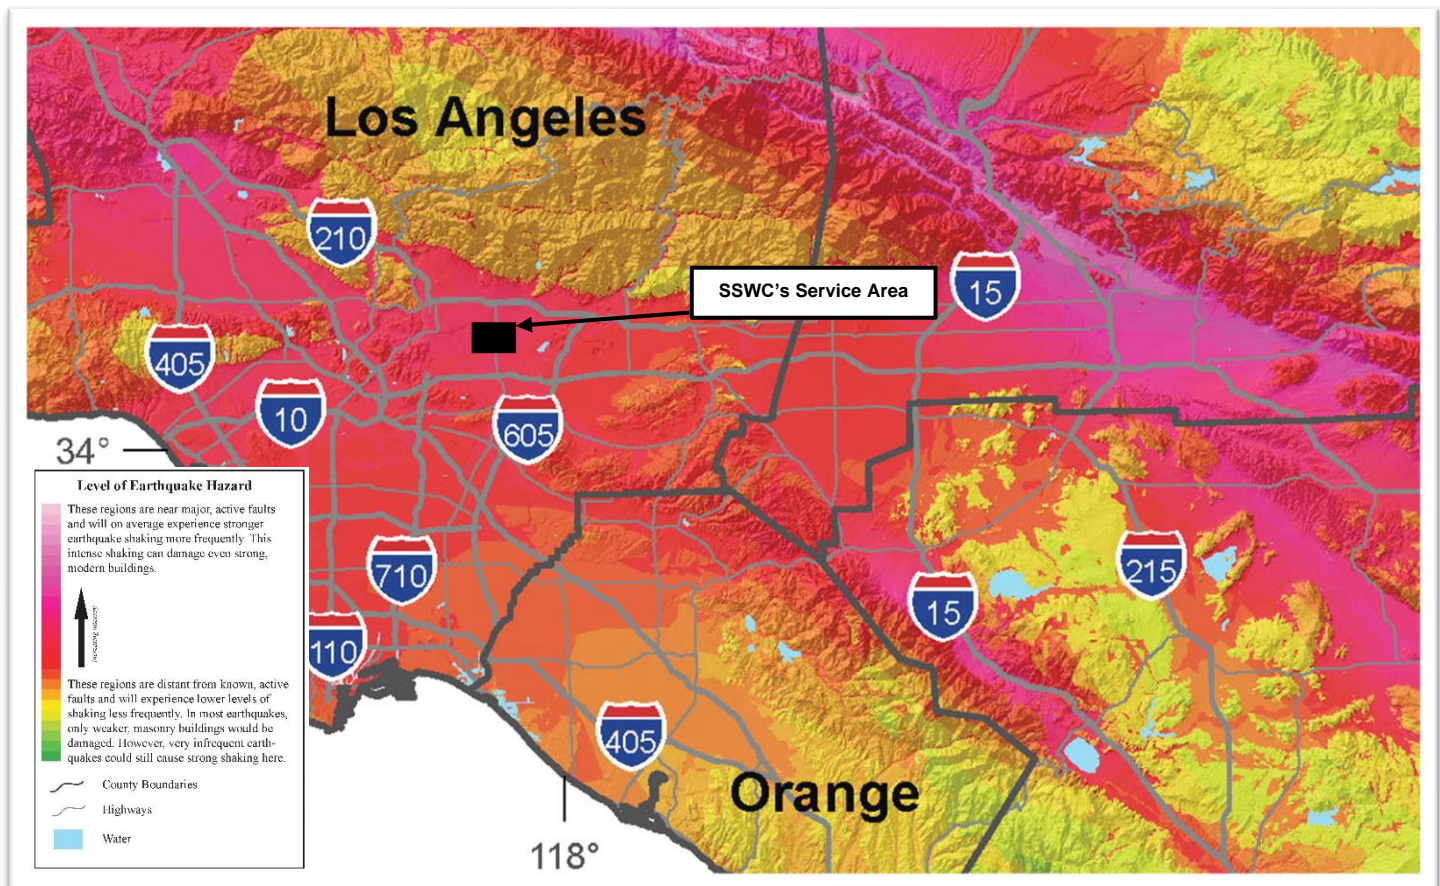 Los Angeles
210
SSWC's Service Area
15
405
10
605
34°
Level of Earthquake Hazard
These regions are near major, active faults
and will on average experience stronger
earthquake shaking more frequently. This
intense shaking can damage even strong,
modern buildings.
Increasing intensity
These regions are distant from known, active
faults and will experience lower levels of
shaking less frequently. In most earthquakes,
only weaker, masonry buildings would be
damaged. However, very infrequent earth-
quakes could still cause strong shaking here.
County Boundaries
Highways
Water
710
215
15
110
405
Orange
118°